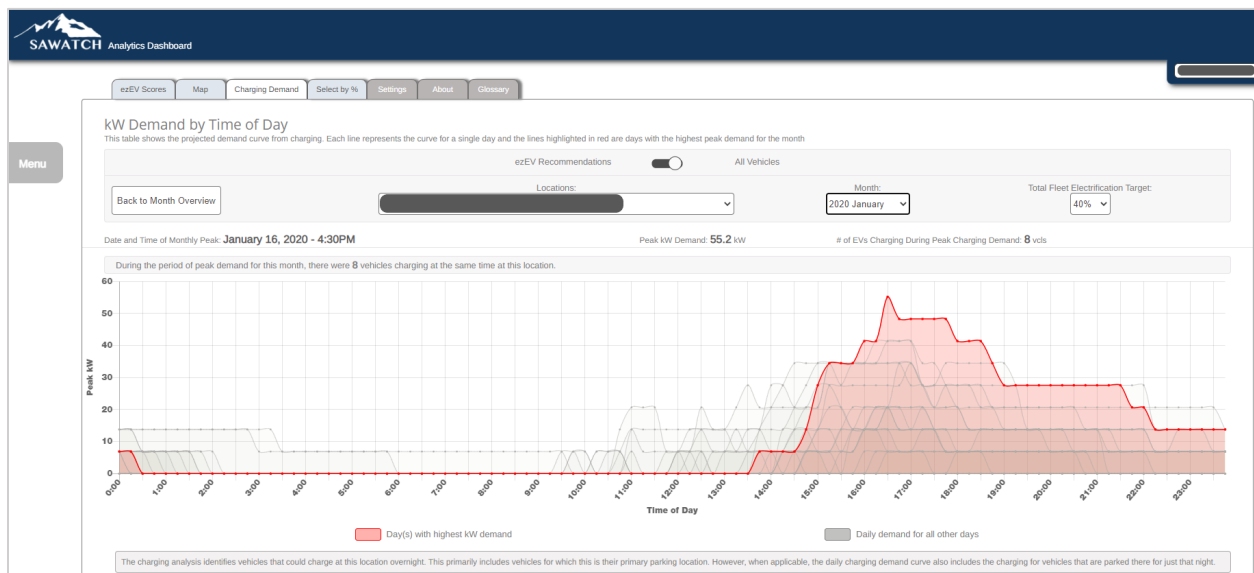 SAWATCH Analytics Dashboard
ezEV Scores Map Charging Demand Select by % Settings About Glossary
Menu
kW Demand by Time of Day
This table shows the projected demand curve from charging. Each line represents the curve for a single day and the lines highlighted in red are days with the highest peak demand for the month
ezEV Recommendations All Vehicles
Locations: Month: Total Fleet Electrification Target:
Back to Month Overview 2020 January 40%
Date and Time of Monthly Peak: January 16, 2020 - 4:30PM Peak kW Demand: 55.2 kW # of EVs Charging During Peak Charging Demand: 8 vcls
During the period of peak demand for this month, there were 8 vehicles charging at the same time at this location.
60
50
40
30
20
10
0
Peak kW
0:00 1:00 2:00 3:00 4:00 5:00 6:00 7:00 8:00 9:00 10:00 11:00 12:00 13:00 14:00 15:00 16:00 17:00 18:00 19:00 20:00 21:00 22:00 23:00
Time of Day
Day(s) with highest kW demand Daily demand for all other days
The charging analysis identifies vehicles that could charge at this location overnight. This primarily includes vehicles for which this is their primary parking location. However, when applicable, the daily charging demand curve also includes the charging for vehicles that are parked there for just that night.